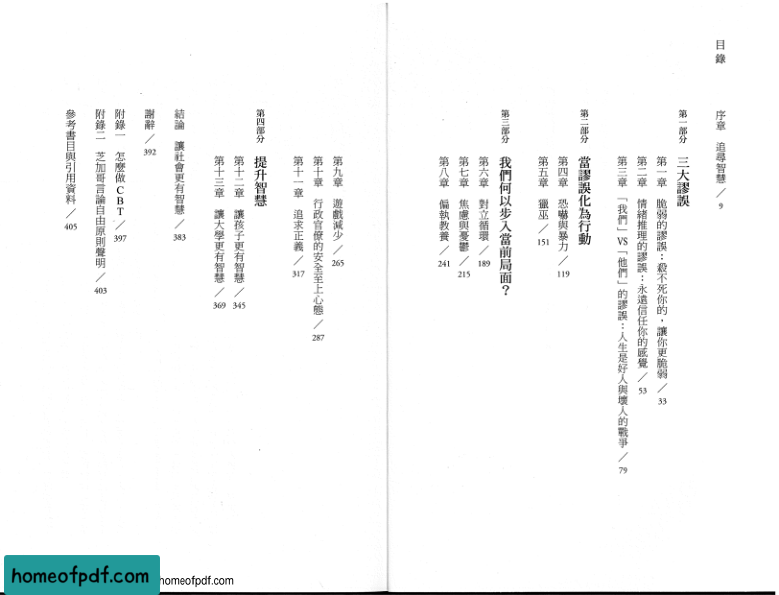 目錄
序章 追尋智慧／9
第一部分 三大謬誤
第一章 脆弱的謬誤：殺不死你的，讓你更脆弱／33
第二章 情緒推理的謬誤：永遠信任你的感覺／53
第三章 「我們」VS「他們」的謬誤：人生是好人與壞人的戰爭／79
第二部分 當謬誤化為行動
第四章 恐嚇與暴力／119
第五章 獵巫／151
第三部分 我們何以步入當前局面？
第六章 對立循環／189
第七章 焦慮與憂鬱／215
第八章 偏執教養／241
第九章 遊戲減少／265
第十章 行政官僚的安全至上心態／287
第十一章 追求正義／317
第四部分 提升智慧
第十二章 讓孩子更有智慧／345
第十三章 讓大學更有智慧／369
結論 讓社會更有智慧／383
謝辭／392
附錄一 怎麼做CBT／397
附錄二 芝加哥言論自由原則聲明／403
參考書目與引用資料／405
homeofpdf.com
homeofpdf.com